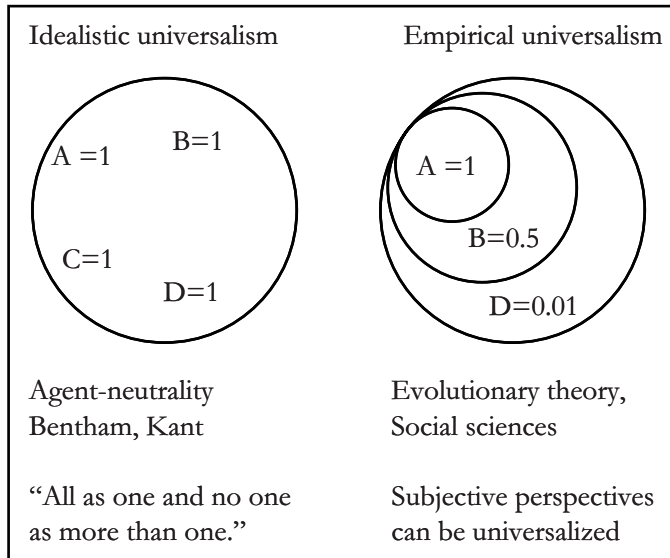 Idealistic universalism
A =1
B=1
C=1
D=1
Agent-neutrality
Bentham, Kant
“All as one and no one
as more than one.”
Empirical universalism
A =1
B=0.5
D=0.01
Evolutionary theory,
Social sciences
Subjective perspectives
can be universalized